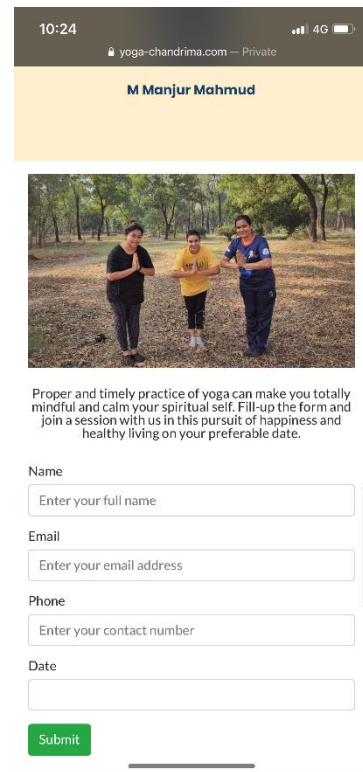 10:24
4G
yoga-chandrima.com — Private
M Manjur Mahmud
Proper and timely practice of yoga can make you totally
mindful and calm your spiritual self. Fill-up the form and
join a session with us in this pursuit of happiness and
healthy living on your preferable date.
Name
Enter your full name
Email
Enter your email address
Phone
Enter your contact number
Date
Submit